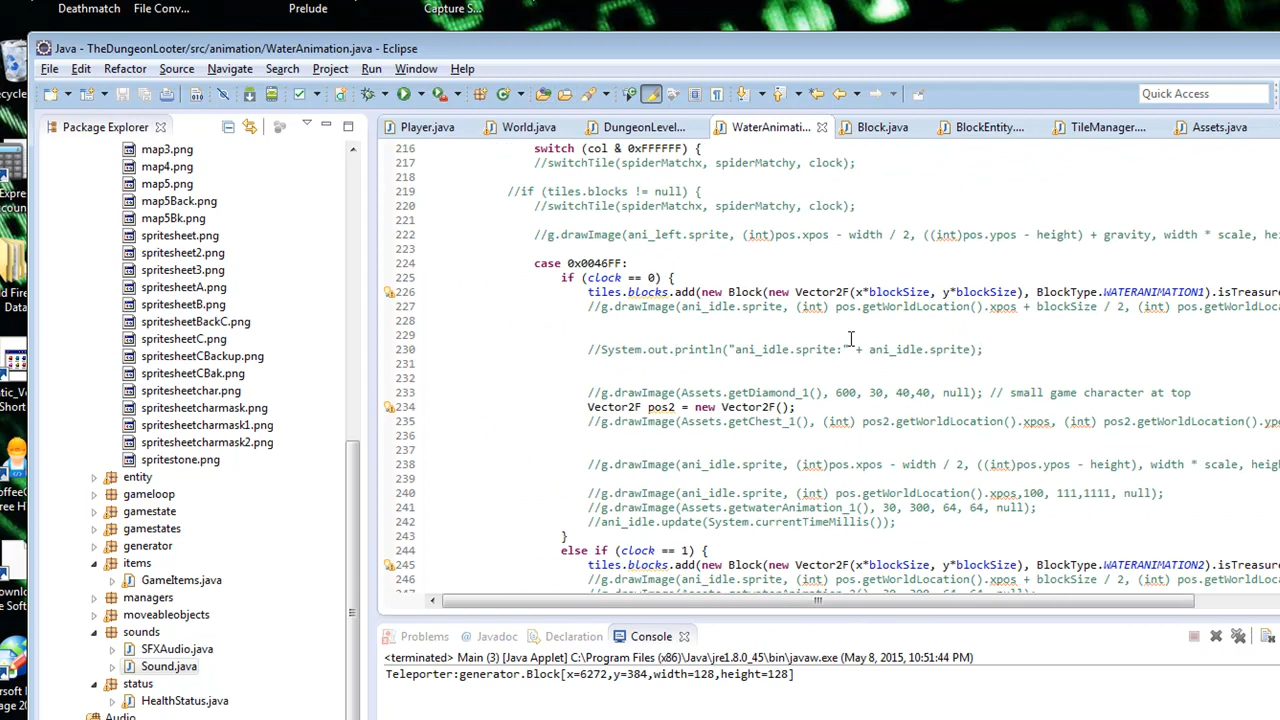 Deathmatch
Capture S...
File Conv...
Prelude
ecycle
Java - TheDungeonLooter/src/animation/WaterAnimation.java - Eclipse
File Edit Refactor Source Navigate Search Project Run Window Help
Quick Access
Package Explorer
Player.java World.java DungeonLevel... WaterAnimati... Block.java BlockEntity.... TileManager.... Assets.java
map3.png
map4.png
map5.png
map5Back.png
map5Bk.png
spritesheet.png
spritesheet2.png
spritesheet3.png
spritesheetA.png
spritesheetB.png
spritesheetBackC.png
spritesheetC.png
spritesheetCBackup.png
spritesheetCBak.png
spritesheetchar.png
spritesheetcharmask.png
spritesheetcharmask1.png
spritesheetcharmask2.png
spritestone.png
entity
gameloop
gamestate
gamestates
generator
items
GameItems.java
managers
moveableobjects
sounds
SFXAudio.java
Sound.java
status
HealthStatus.java
Audio
216 switch (col & 0xFFFFFF) {
217 //switchTile(spiderMatchx, spiderMatchy, clock);
218
219 //if (tiles.blocks != null) {
220 //switchTile(spiderMatchx, spiderMatchy, clock);
221
222 //g.drawImage(ani_left.sprite, (int)pos.xpos - width / 2, ((int)pos.ypos - height) + gravity, width * scale, he
223
224 case 0x0046FF:
225 if (clock == 0) {
226 tiles.blocks.add(new Block(new Vector2F(x*blockSize, y*blockSize), BlockType.WATERANIMATION1).isTreasur
227 //g.drawImage(ani_idle.sprite, (int) pos.getWorldLocation().xpos + blockSize / 2, (int) pos.getWorldLoca
228
229
230 //System.out.println("ani_idle.sprite:" + ani_idle.sprite);
231
232
233 //g.drawImage(Assets.getDiamond_1(), 600, 30, 40,40, null); // small game character at top
234 Vector2F pos2 = new Vector2F();
235 //g.drawImage(Assets.getChest_1(), (int) pos2.getWorldLocation().xpos, (int) pos2.getWorldLocation().ypo
236
237
238 //g.drawImage(ani_idle.sprite, (int)pos.xpos - width / 2, ((int)pos.ypos - height), width * scale, heigh
239
240 //g.drawImage(ani_idle.sprite, (int) pos.getWorldLocation().xpos,100, 111,1111, null);
241 //g.drawImage(Assets.getwaterAnimation_1(), 30, 300, 64, 64, null);
242 //ani_idle.update(System.currentTimeMillis());
243 }
244 else if (clock == 1) {
245 tiles.blocks.add(new Block(new Vector2F(x*blockSize, y*blockSize), BlockType.WATERANIMATION2).isTreasur
246 //g.drawImage(ani_idle.sprite, (int) pos.getWorldLocation().xpos + blockSize / 2, (int) pos.getWorldLoca
Problems Javadoc Declaration Console
<terminated> Main (3) [Java Applet] C:\Program Files (x86)\Java\jre1.8.0_45\bin\javaw.exe (May 8, 2015, 10:51:44 PM)
Teleporter:generator.Block[x=6272,y=384,width=128,height=128]